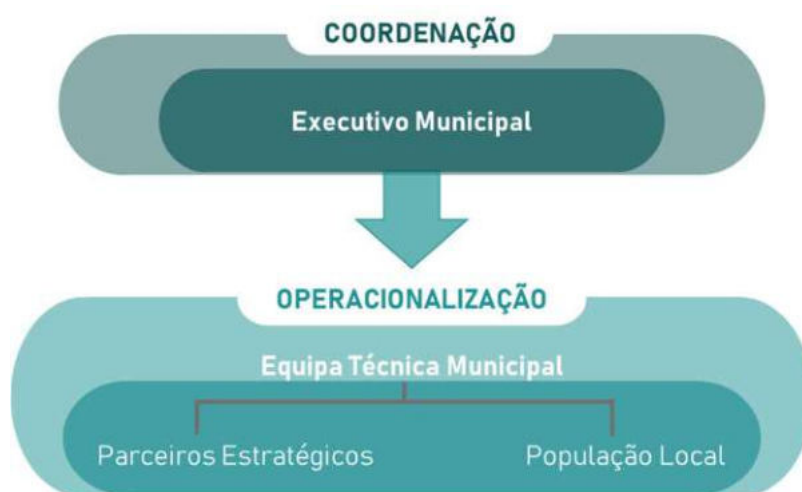 COORDENAÇÃO
Executivo Municipal
OPERACIONALIZAÇÃO
Equipa Técnica Municipal
Parceiros Estratégicos
População Local